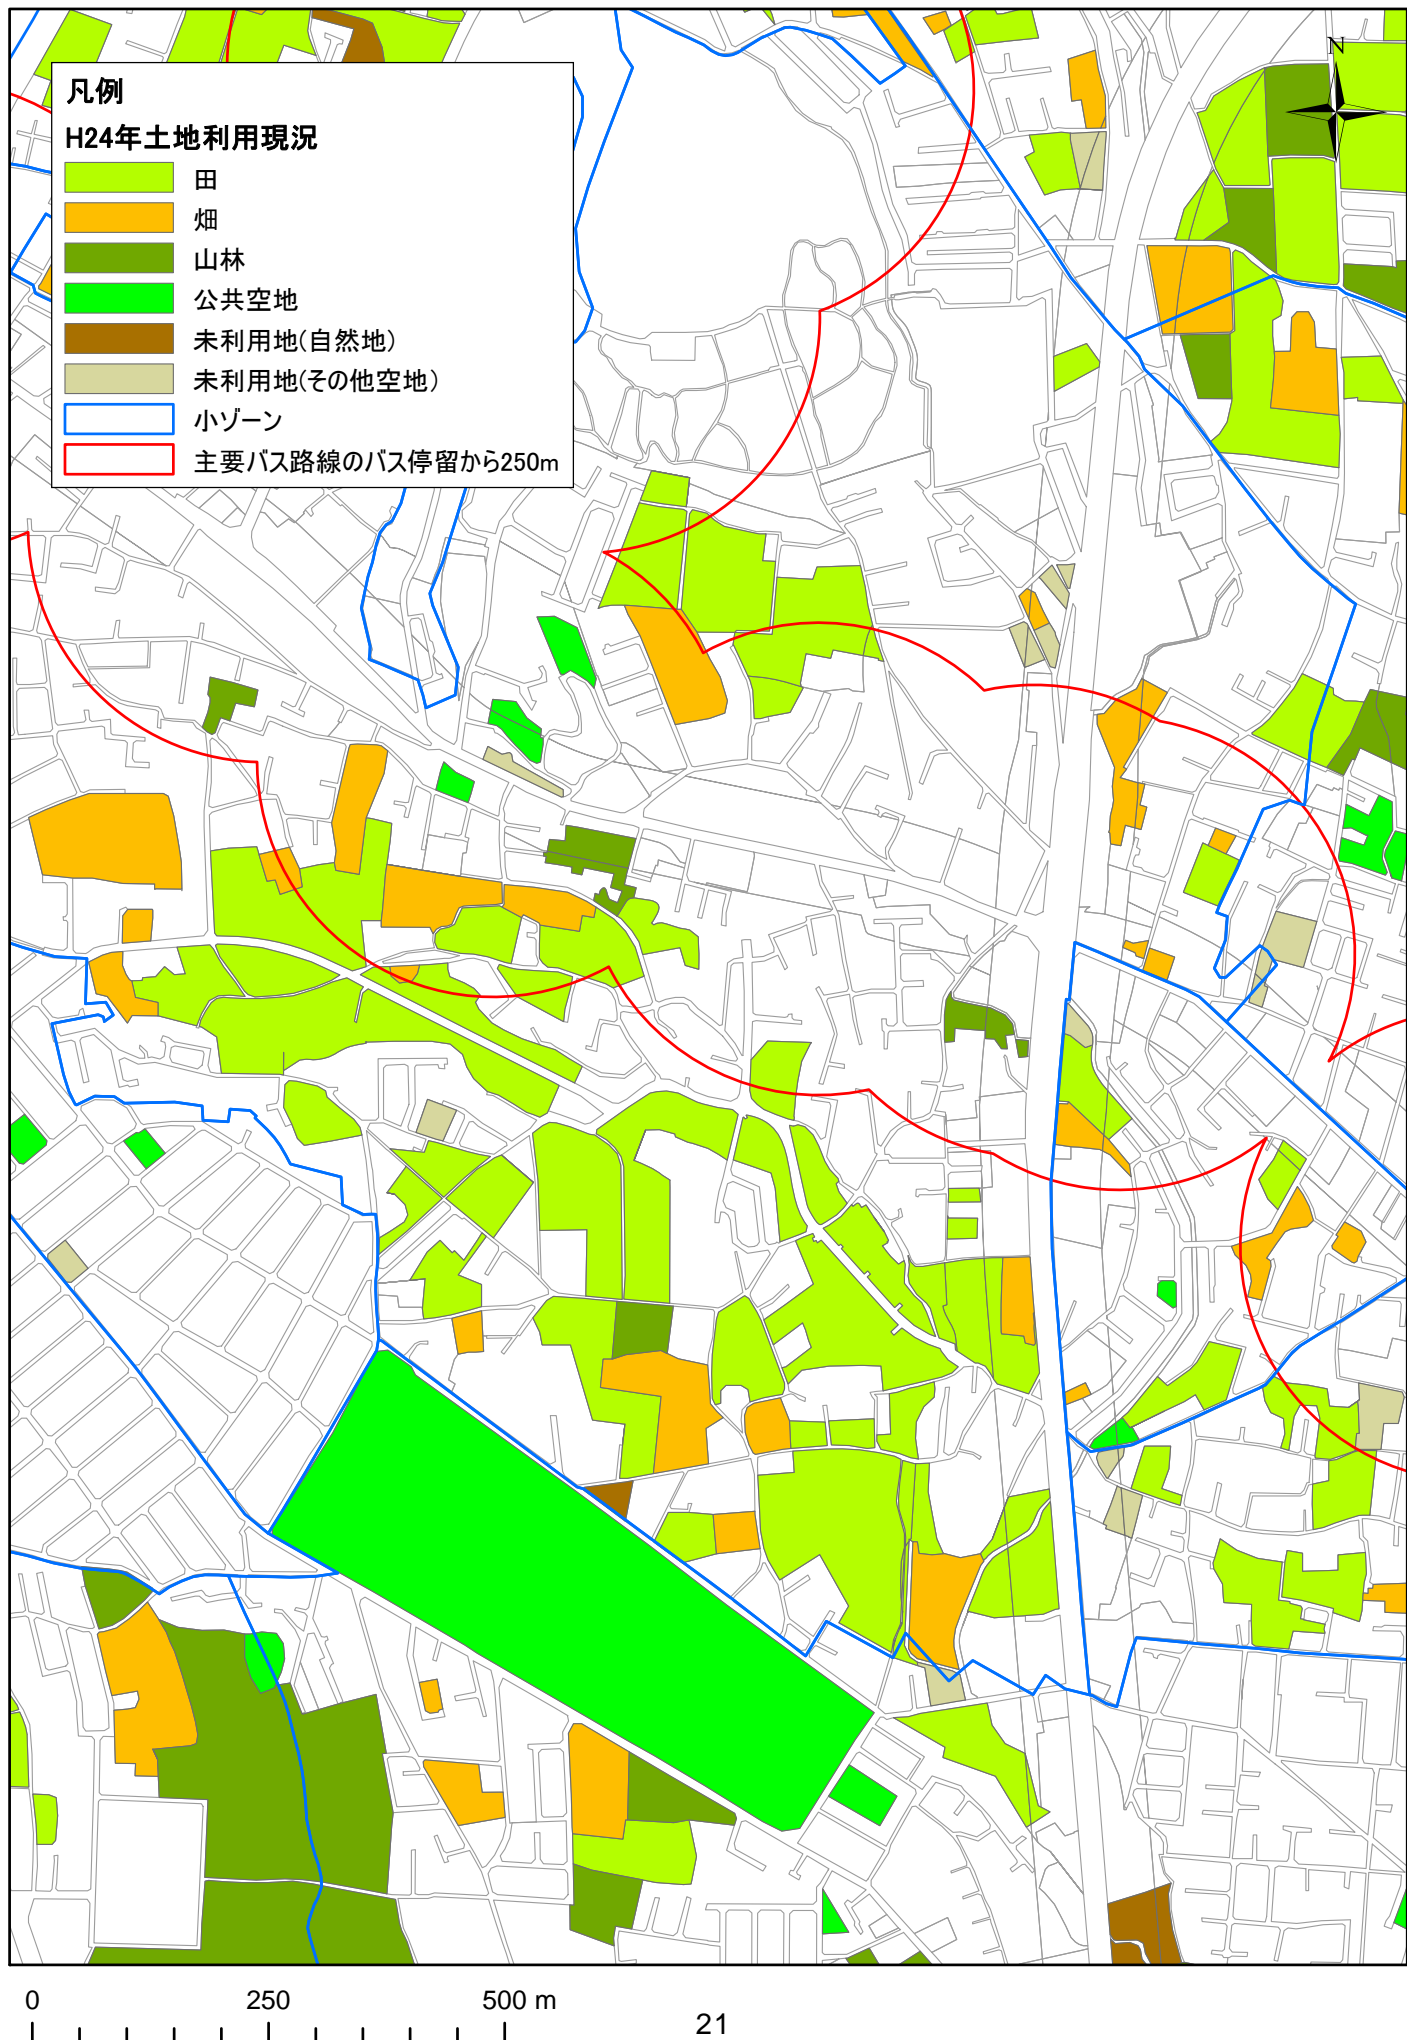 N
凡例
H24年土地利用現況
田
畑
山林
公共空地
未利用地(自然地)
未利用地(その他空地)
小ゾーン
主要バス路線のバス停留から250m
0 250 500 m
21